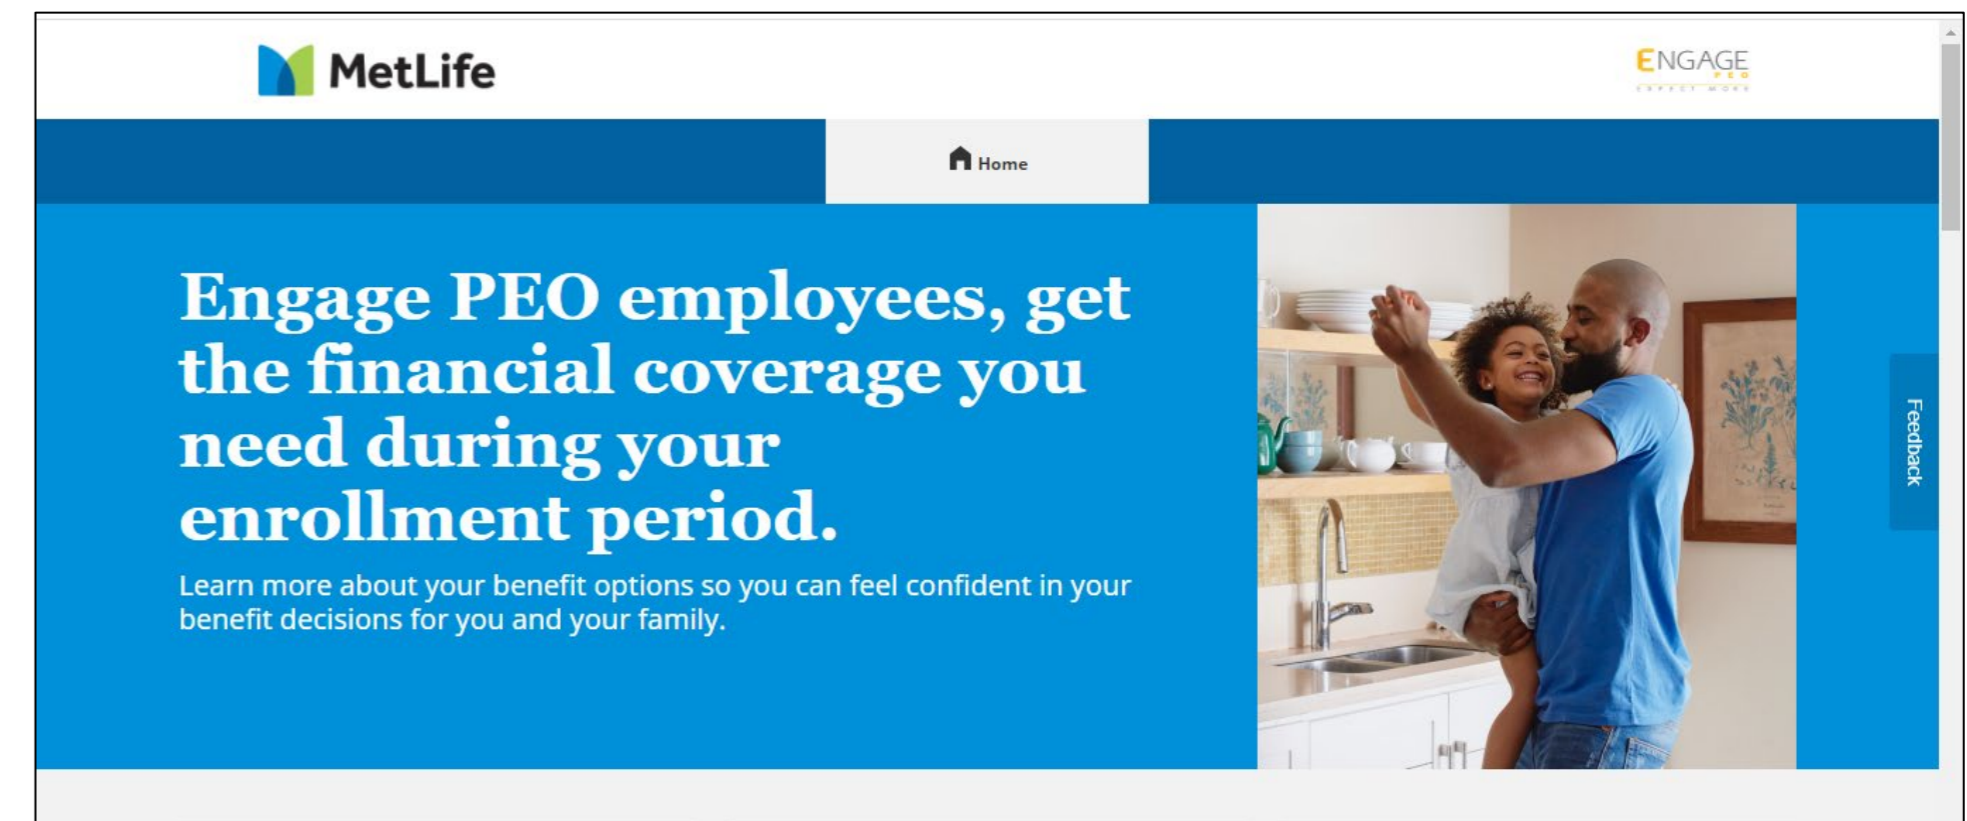 MetLife
ENGAGE
PEO
EXPECT MORE
Home
Engage PEO employees, get
the financial coverage you
need during your
enrollment period.
Learn more about your benefit options so you can feel confident in your
benefit decisions for you and your family.
Feedback